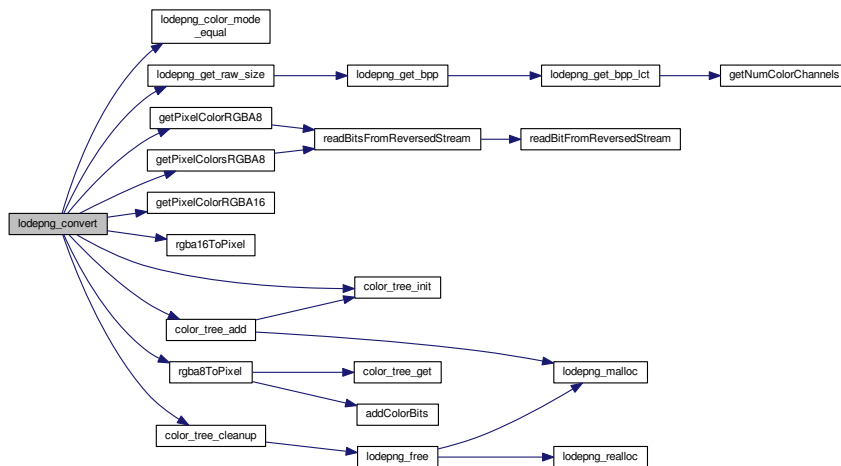 lodepng_color_mode
_equal
lodepng_get_raw_size
lodepng_get_bpp
lodepng_get_bpp_lct
getNumColorChannels
getPixelColorRGBA8
readBitsFromReversedStream
readBitFromReversedStream
getPixelColorsRGBA8
getPixelColorRGBA16
lodepng_convert
rgba16ToPixel
color_tree_init
color_tree_add
rgba8ToPixel
color_tree_get
lodepng_malloc
addColorBits
color_tree_cleanup
lodepng_free
lodepng_realloc